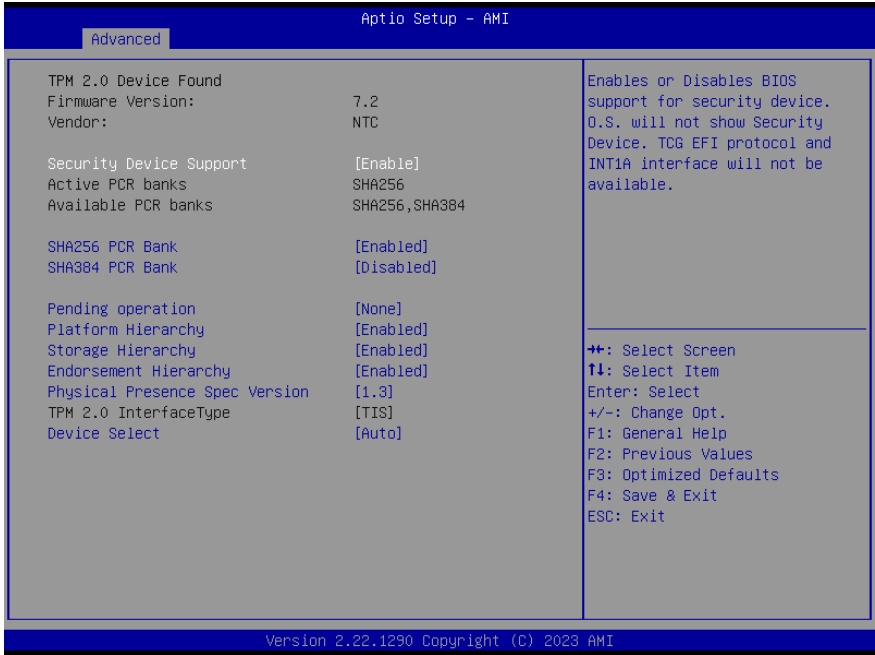 Aptio Setup - AMI
Advanced
TPM 2.0 Device Found
Firmware Version: 7.2
Vendor: NTC
Security Device Support [Enable]
Active PCR banks SHA256
Available PCR banks SHA256,SHA384
SHA256 PCR Bank [Enabled]
SHA384 PCR Bank [Disabled]
Pending operation [None]
Platform Hierarchy [Enabled]
Storage Hierarchy [Enabled]
Endorsement Hierarchy [Enabled]
Physical Presence Spec Version [1.3]
TPM 2.0 InterfaceType [TIS]
Device Select [Auto]
Enables or Disables BIOS
support for security device.
O.S. will not show Security
Device. TCG EFI protocol and
INT1A interface will not be
available.
→←: Select Screen
↑↓: Select Item
Enter: Select
+/-: Change Opt.
F1: General Help
F2: Previous Values
F3: Optimized Defaults
F4: Save & Exit
ESC: Exit
Version 2.22.1290 Copyright (C) 2023 AMI